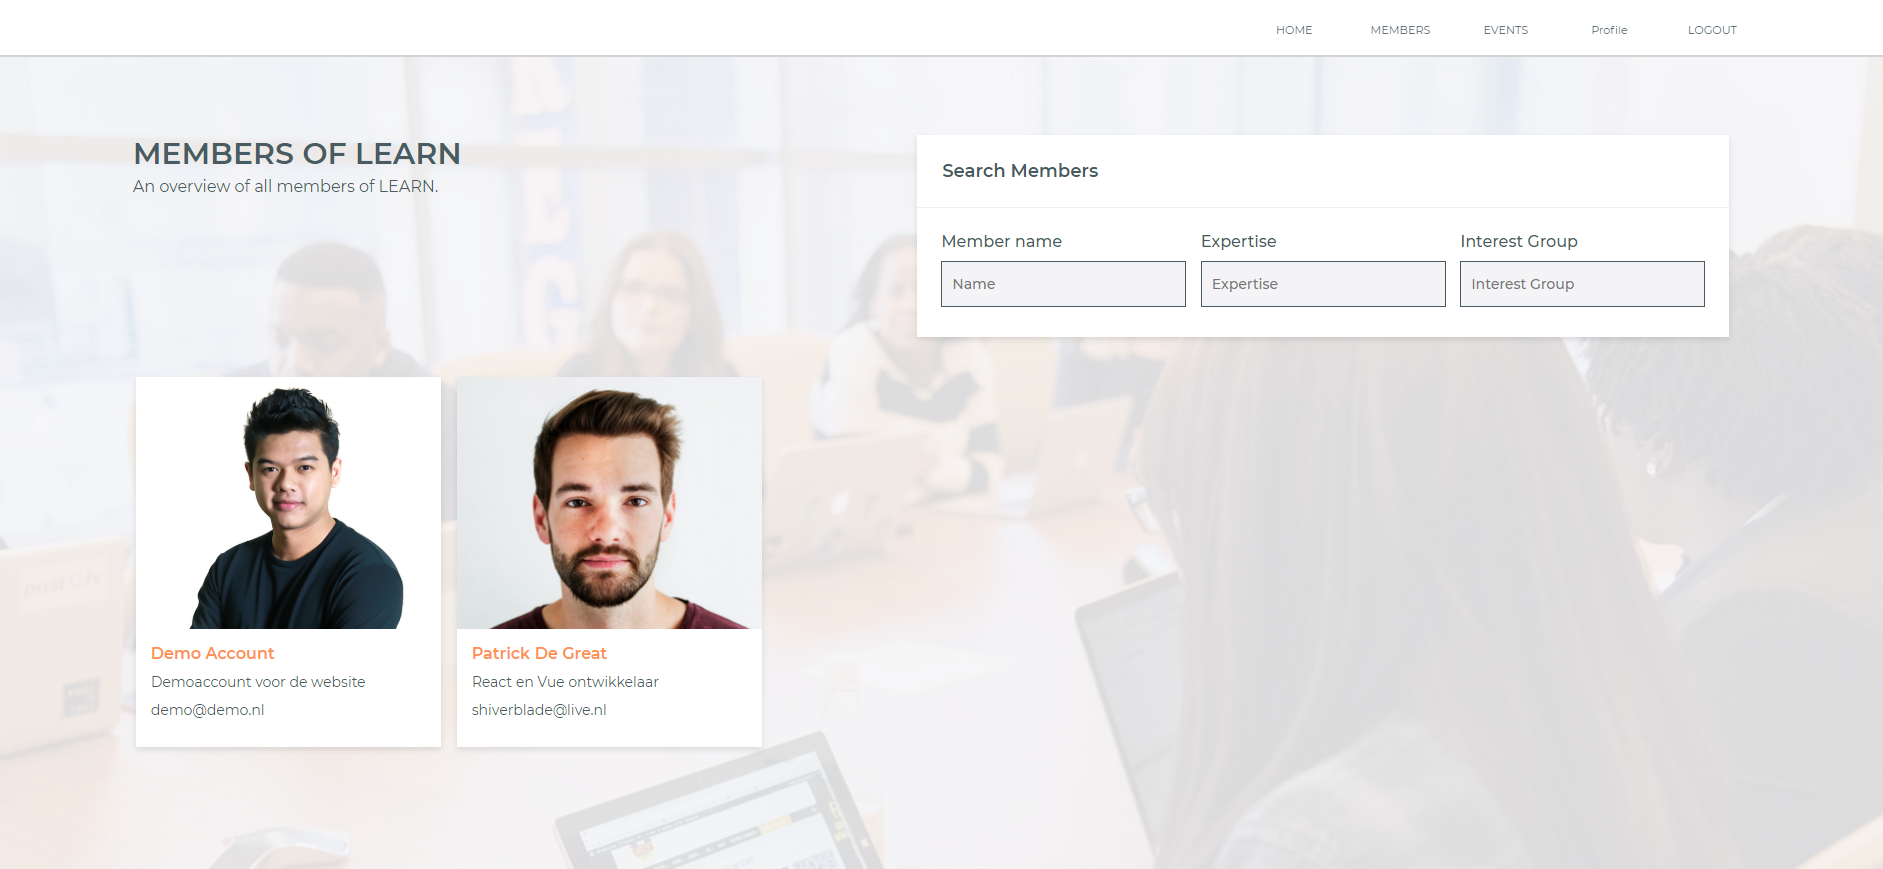 HOME MEMBERS EVENTS Profile LOGOUT
MEMBERS OF LEARN
An overview of all members of LEARN.
Search Members
Member name Expertise Interest Group
Name Expertise Interest Group
Demo Account
Demoaccount voor de website
demo@demo.nl
Patrick De Great
React en Vue ontwikkelaar
shiverblade@live.nl